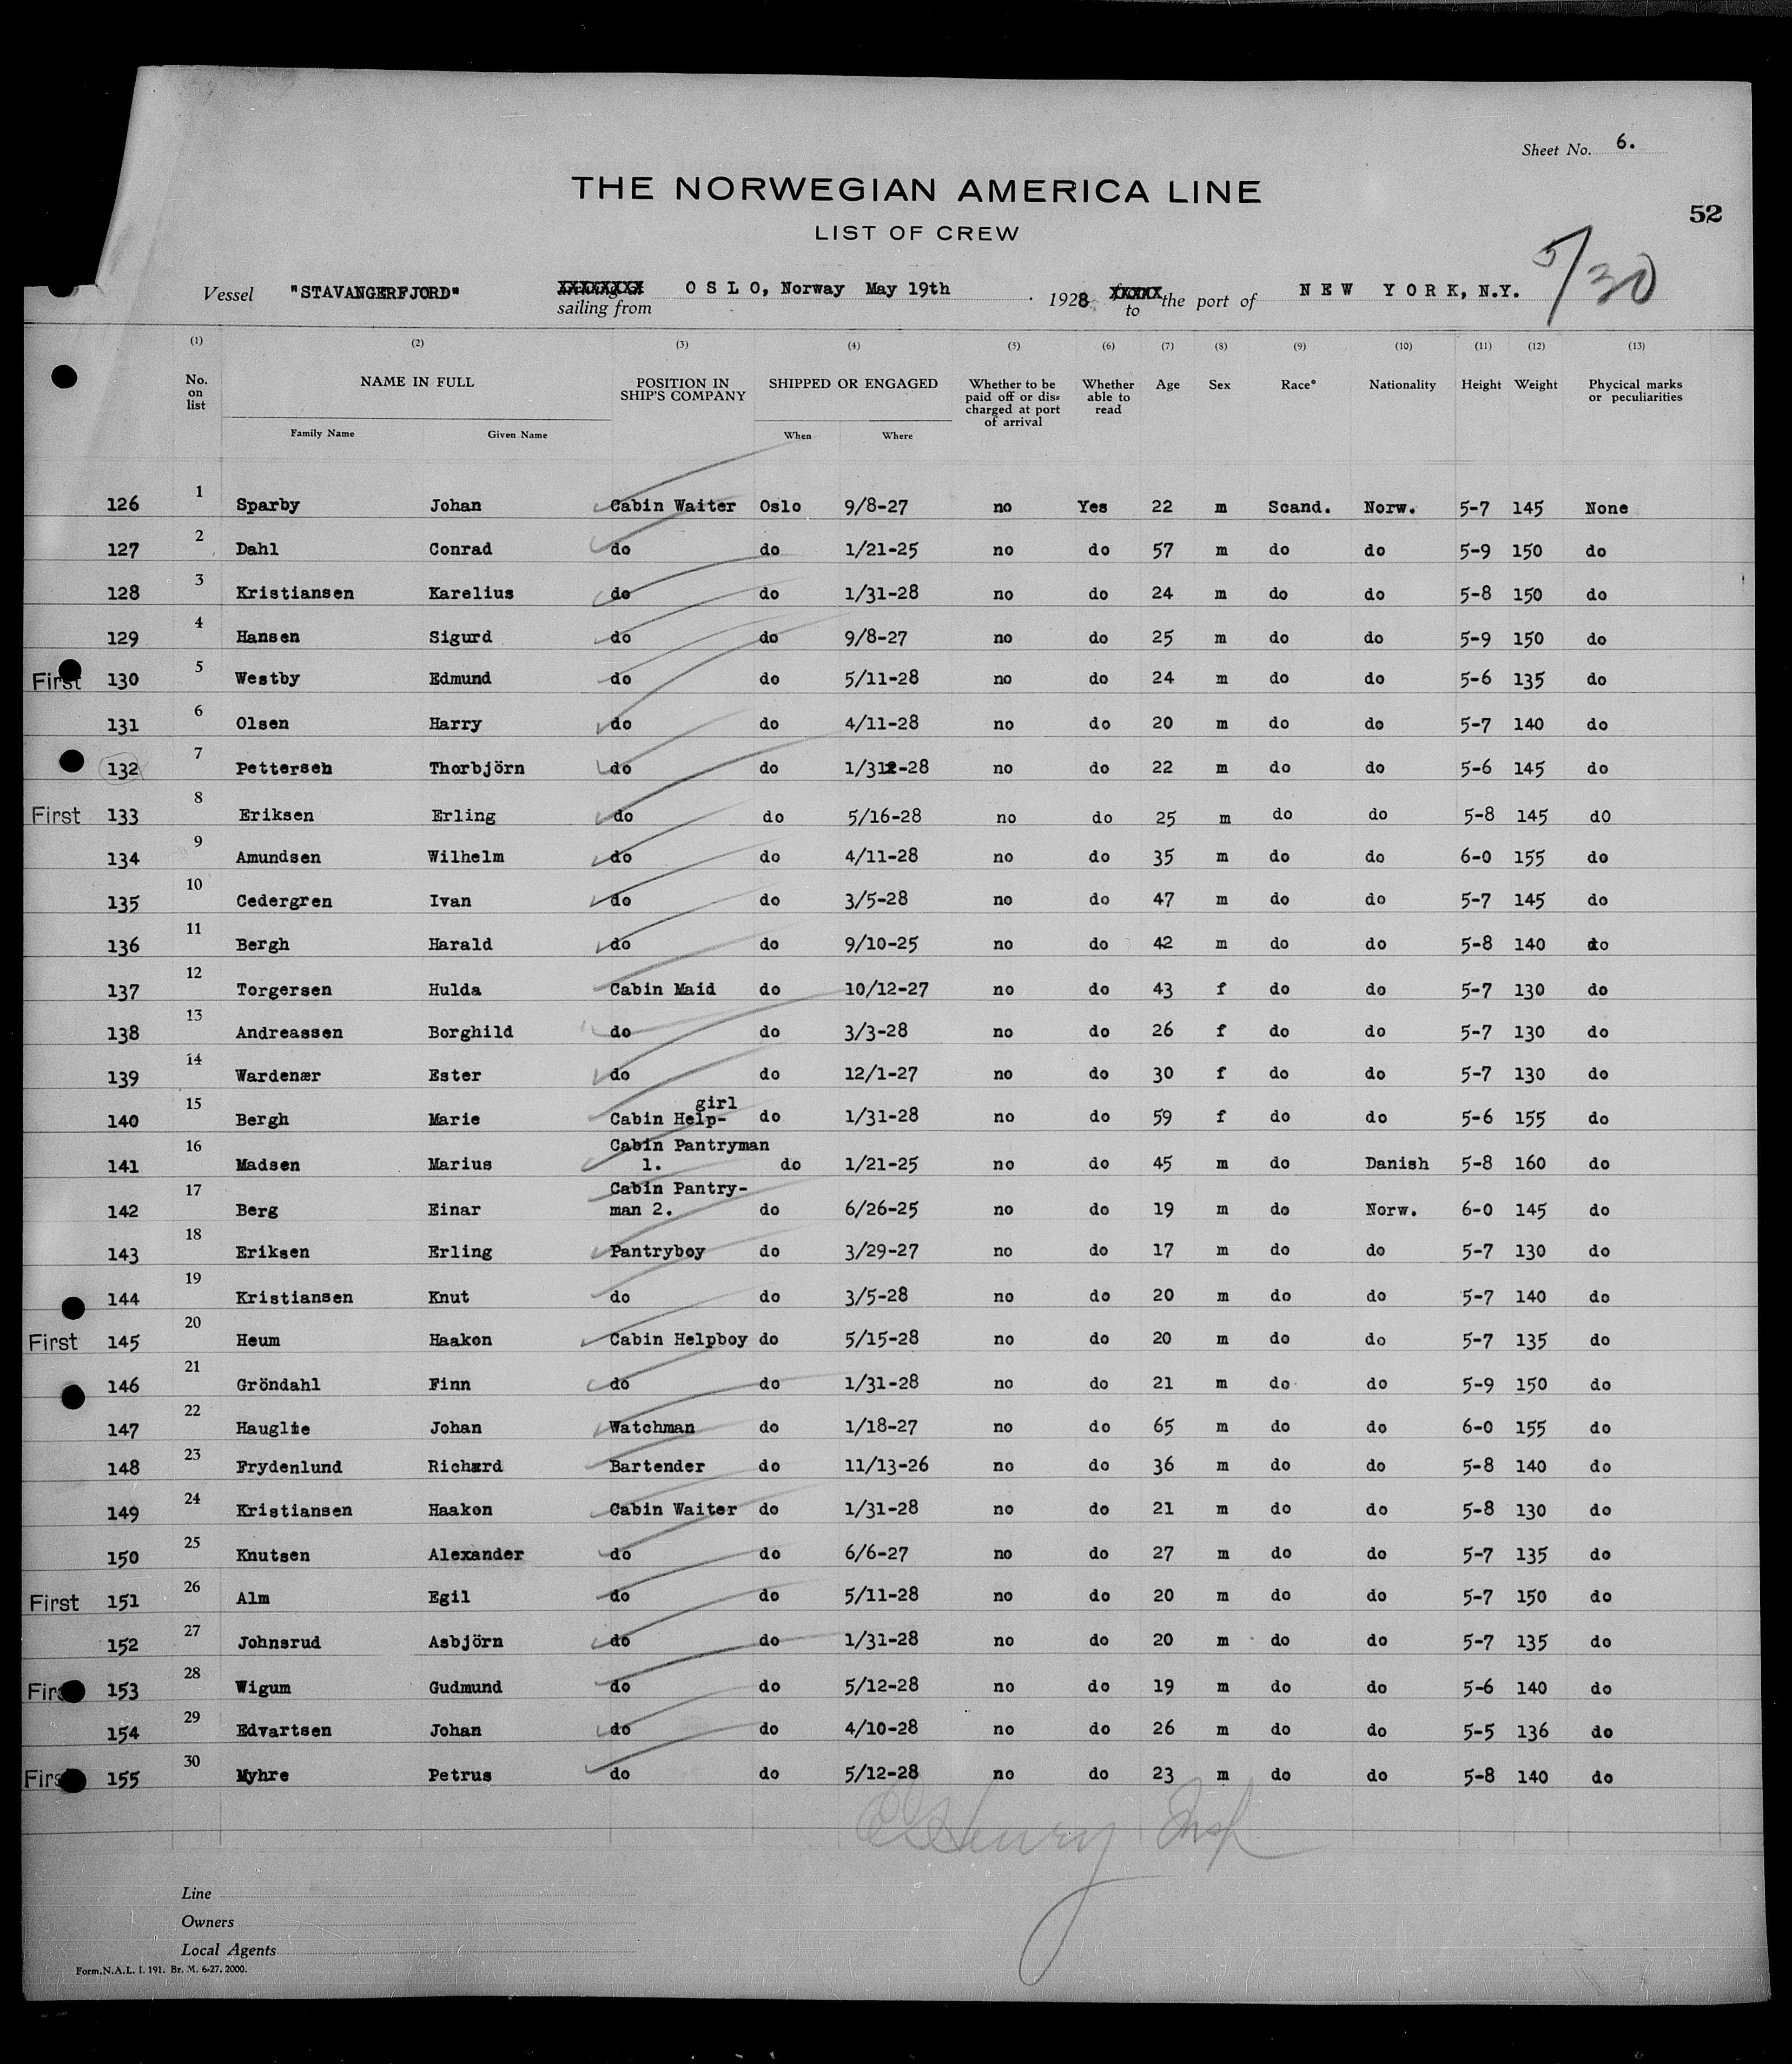 Sheet No. 6.
THE NORWEGIAN AMERICA LINE
52
LIST OF CREW
5/30
Vessel "STAVANGERFJORD" sailing from OSLO, Norway May 19th 1928 to the port of NEW YORK, N.Y.
(1) (2) (3) (4) (5) (6) (7) (8) (9) (10) (11) (12) (13)
No. on list NAME IN FULL POSITION IN SHIP'S COMPANY SHIPPED OR ENGAGED Whether to be paid off or dis=charged at port of arrival Whether able to read Age Sex Race* Nationality Height Weight Phycical marks or peculiarities
Family Name Given Name When Where
126 1 Sparby Johan Cabin Waiter Oslo 9/8-27 no Yes 22 m Scand. Norw. 5-7 145 None
127 2 Dahl Conrad do do 1/21-25 no do 57 m do do 5-9 150 do
128 3 Kristiansen Karelius do do 1/31-28 no do 24 m do do 5-8 150 do
129 4 Hansen Sigurd do do 9/8-27 no do 25 m do do 5-9 150 do
First 130 5 Westby Edmund do do 5/11-28 no do 24 m do do 5-6 135 do
131 6 Olsen Harry do do 4/11-28 no do 20 m do do 5-7 140 do
132 7 Pettersen Thorbjörn do do 1/31-28 no do 22 m do do 5-6 145 do
First 133 8 Eriksen Erling do do 5/16-28 no do 25 m do do 5-8 145 dO
134 9 Amundsen Wilhelm do do 4/11-28 no do 35 m do do 6-0 155 do
135 10 Cedergren Ivan do do 3/5-28 no do 47 m do do 5-7 145 do
136 11 Bergh Harald do do 9/10-25 no do 42 m do do 5-8 140 do
137 12 Torgersen Hulda Cabin Maid do 10/12-27 no do 43 f do do 5-7 130 do
138 13 Andreassen Borghild do do 3/3-28 no do 26 f do do 5-7 130 do
139 14 Wardenær Ester do do 12/1-27 no do 30 f do do 5-7 130 do
140 15 Bergh Marie Cabin Help-girl do 1/31-28 no do 59 f do do 5-6 155 do
141 16 Madsen Marius Cabin Pantryman 1. do 1/21-25 no do 45 m do Danish 5-8 160 do
142 17 Berg Einar Cabin Pantry-man 2. do 6/26-25 no do 19 m do Norw. 6-0 145 do
143 18 Eriksen Erling Pantryboy do 3/29-27 no do 17 m do do 5-7 130 do
144 19 Kristiansen Knut do do 3/5-28 no do 20 m do do 5-7 140 do
First 145 20 Heum Haakon Cabin Helpboy do 5/15-28 no do 20 m do do 5-7 135 do
146 21 Gröndahl Finn do do 1/31-28 no do 21 m do do 5-9 150 do
147 22 Hauglie Johan Watchman do 1/18-27 no do 65 m do do 6-0 155 do
148 23 Frydenlund Richard Bartender do 11/13-26 no do 36 m do do 5-8 140 do
149 24 Kristiansen Haakon Cabin Waiter do 1/31-28 no do 21 m do do 5-8 130 do
150 25 Knutsen Alexander do do 6/6-27 no do 27 m do do 5-7 135 do
First 151 26 Alm Egil do do 5/11-28 no do 20 m do do 5-7 150 do
152 27 Johnsrud Asbjörn do do 1/31-28 no do 20 m do do 5-7 135 do
First 153 28 Wigum Gudmund do do 5/12-28 no do 19 m do do 5-6 140 do
154 29 Edvartsen Johan do do 4/10-28 no do 26 m do do 5-5 136 do
First 155 30 Myhre Petrus do do 5/12-28 no do 23 m do do 5-8 140 do
Henry Insp
Line
Owners
Local Agents
Form.N.A.L. I. 191. Br. M. 6-27. 2000.